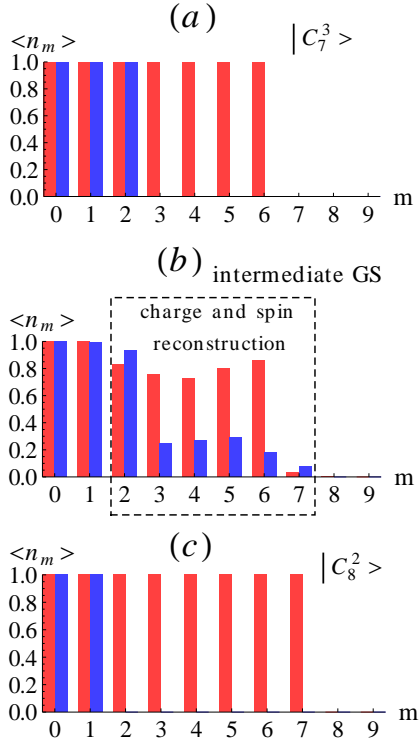 (a)
<n_m> | C_7^3 >
1.0
0.8
0.6
0.4
0.2
0.0
0 1 2 3 4 5 6 7 8 9 m
(b)
intermediate GS
<n_m>
charge and spin
reconstruction
1.0
0.8
0.6
0.4
0.2
0.0
0 1 2 3 4 5 6 7 8 9 m
(c)
<n_m> | C_8^2 >
1.0
0.8
0.6
0.4
0.2
0.0
0 1 2 3 4 5 6 7 8 9 m